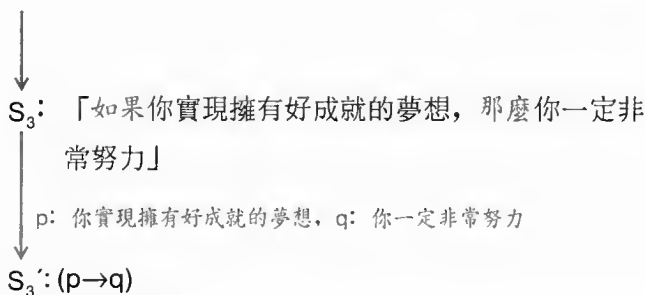 S₃: 「如果你實現擁有好成就的夢想，那麼你一定非
常努力」
p: 你實現擁有好成就的夢想，q: 你一定非常努力
S₃′: (p→q)